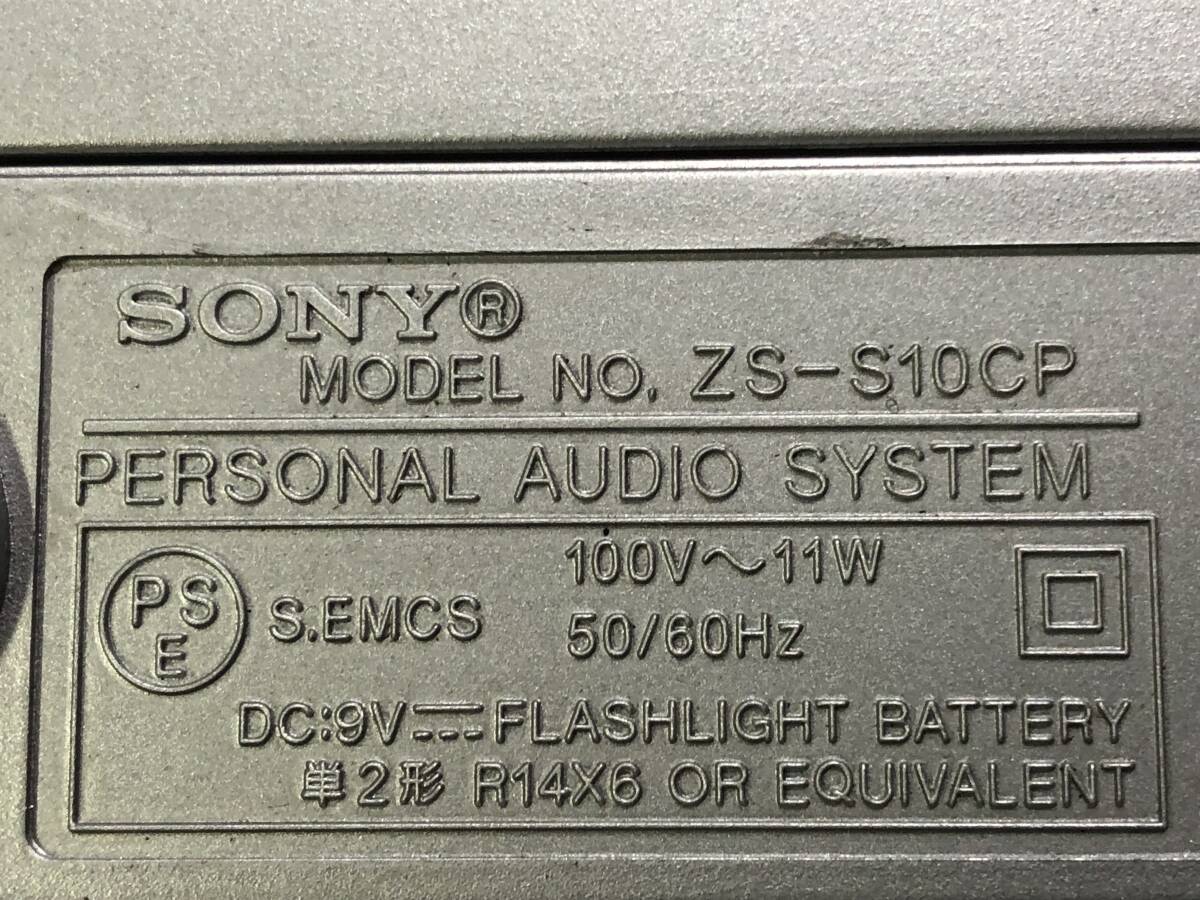 SONY®
MODEL NO. ZS-S10CP
PERSONAL AUDIO SYSTEM
PS
E
S.EMCS
100V～11W
50/60Hz
DC:9V⎓FLASHLIGHT BATTERY
単2形 R14X6 OR EQUIVALENT